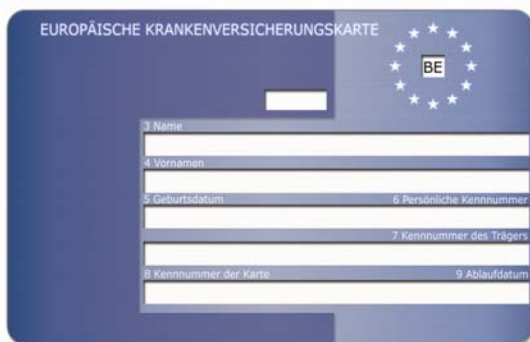 EUROPÄISCHE KRANKENVERSICHERUNGSKARTE
BE
3 Name
4 Vornamen
5 Geburtsdatum 6 Persönliche Kennnummer
7 Kennnummer des Trägers
8 Kennnummer der Karte 9 Ablaufdatum